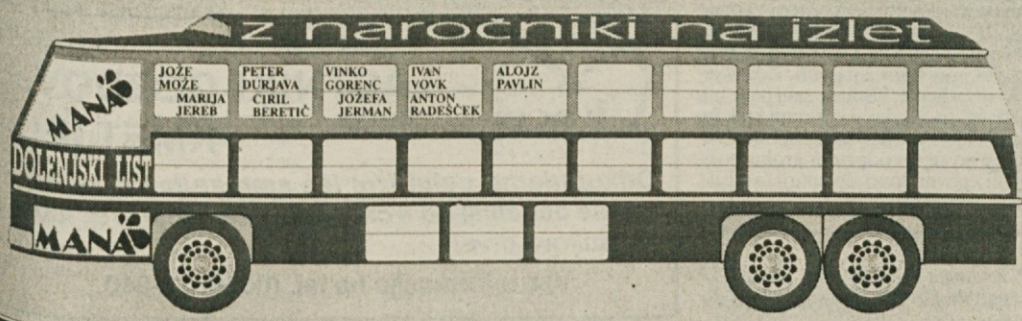 z naročniki na izlet
MANA
JOŽE
MOŽE
MARIJA
JEREB
PETER
DURJAVA
CIRIL
BERETIČ
VINKO
GORENC
JOŽEFA
JERMAN
IVAN
VOVK
ANTON
RADEŠČEK
ALOJZ
PAVLIN
DOLENJSKI LIST
MANA